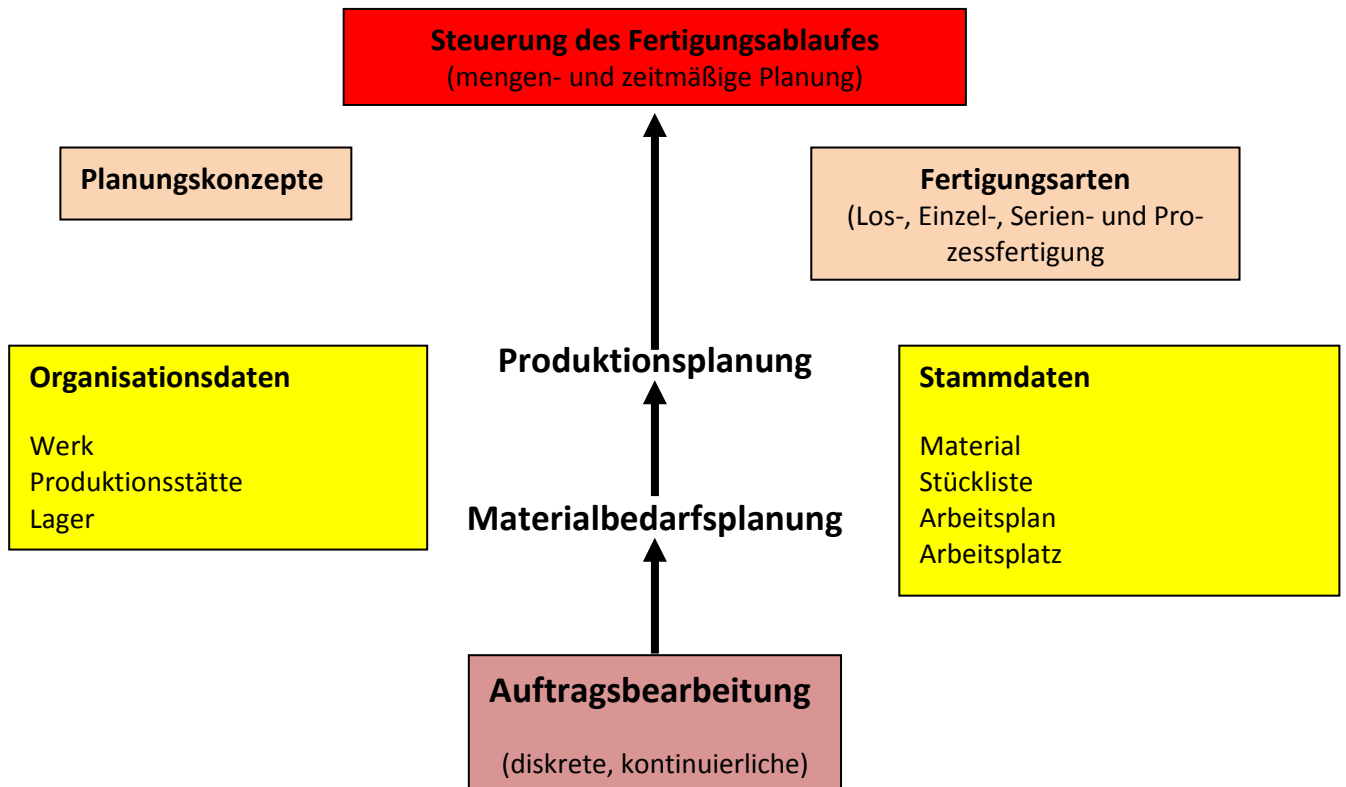 Steuerung des Fertigungsablaufes
(mengen- und zeitmäßige Planung)
Planungskonzepte
Fertigungsarten
(Los-, Einzel-, Serien- und Pro-
zessfertigung
Produktionsplanung
Organisationsdaten
Werk
Produktionsstätte
Lager
Stammdaten
Material
Stückliste
Arbeitsplan
Arbeitsplatz
Materialbedarfsplanung
Auftragsbearbeitung
(diskrete, kontinuierliche)